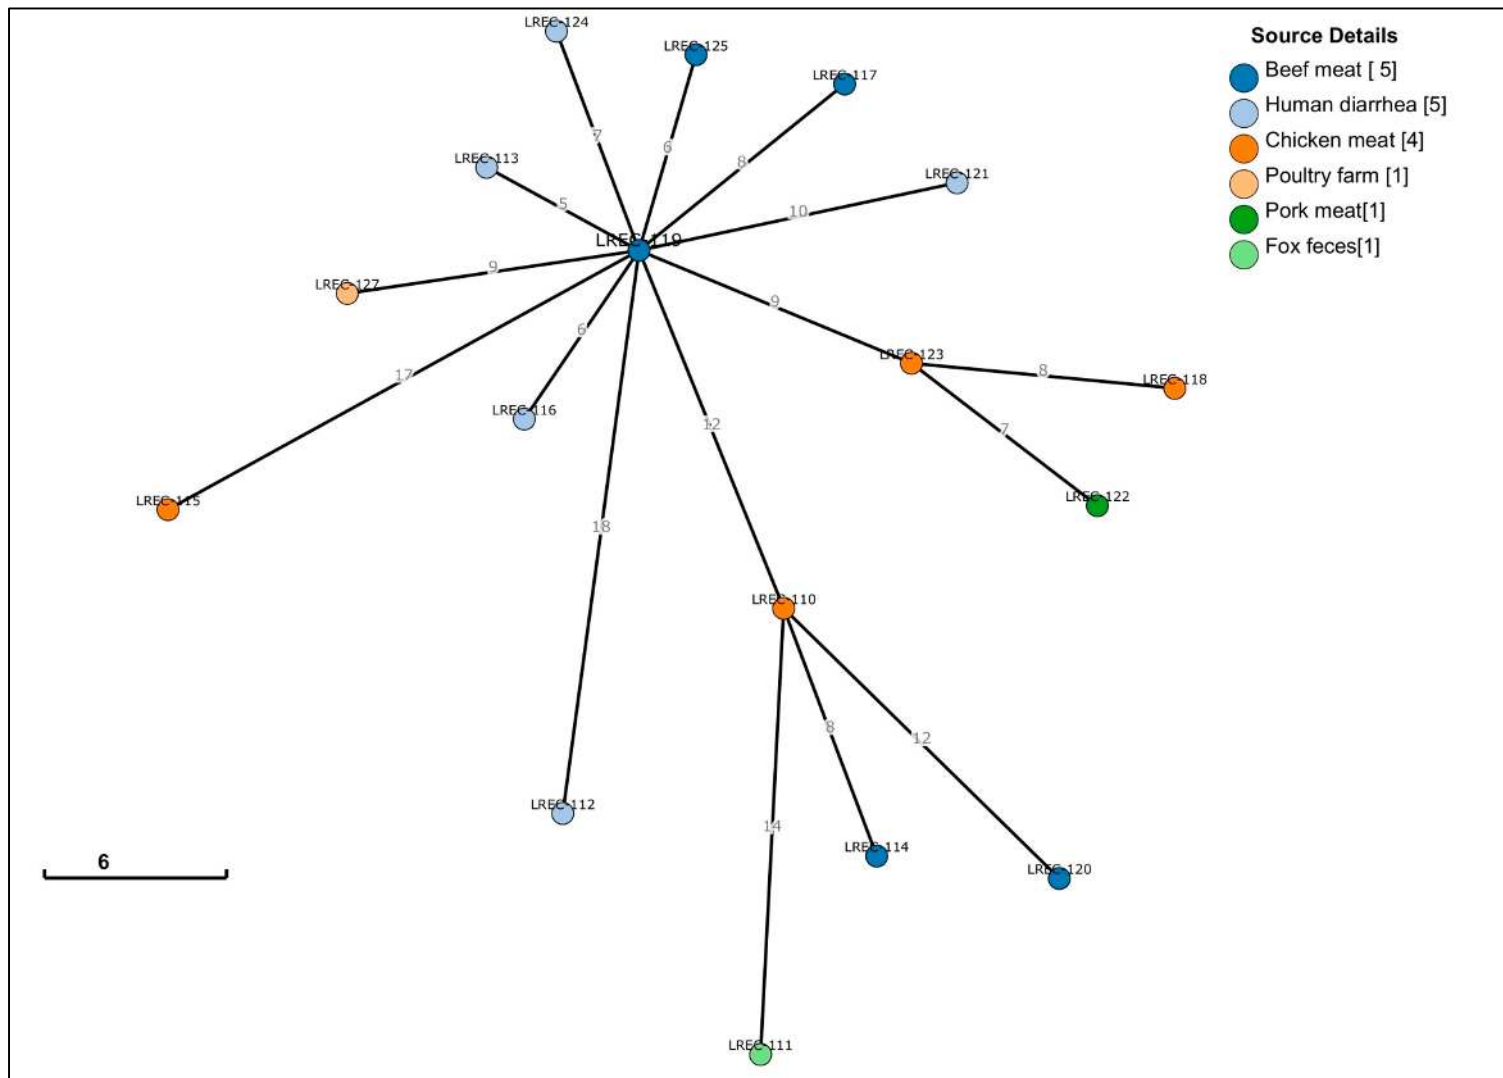 LREC-124
LREC-125
LREC-117
LREC-113
LREC-121
LREC-119
LREC-127
LREC-123
LREC-118
LREC-116
LREC-122
LREC-115
LREC-110
LREC-112
LREC-114
LREC-120
LREC-111
7
6
8
5
10
9
9
6
8
17
12
7
18
8
12
14
6
Source Details
Beef meat [ 5]
Human diarrhea [5]
Chicken meat [4]
Poultry farm [1]
Pork meat[1]
Fox feces[1]